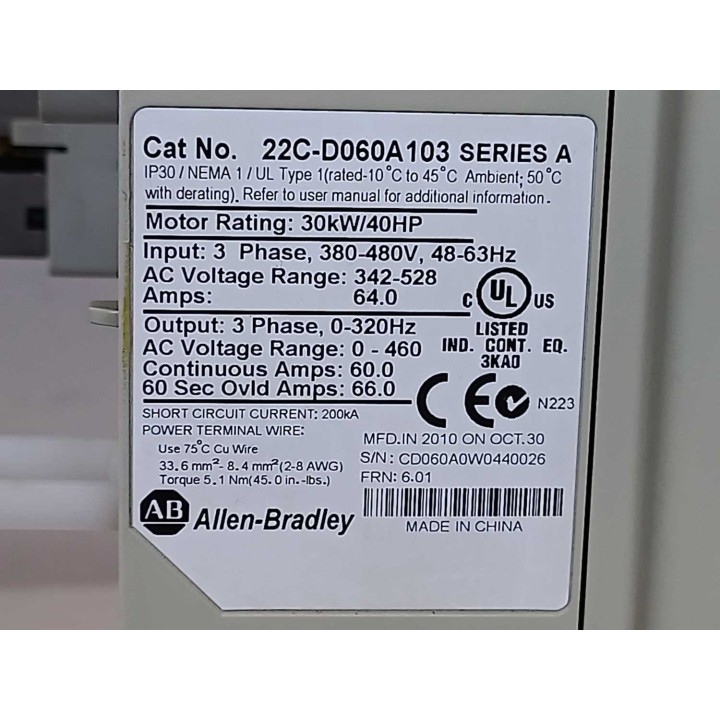 Cat No. 22C-D060A103 SERIES A
IP30 / NEMA 1 / UL Type 1(rated-10°C to 45°C Ambient; 50°C
with derating). Refer to user manual for additional information.
Motor Rating: 30kW/40HP
Input: 3 Phase, 380-480V, 48-63Hz
AC Voltage Range: 342-528
Amps: 64.0
C UL US
LISTED
IND. CONT. EQ.
3KAD
Output: 3 Phase, 0-320Hz
AC Voltage Range: 0 - 460
Continuous Amps: 60.0
60 Sec Ovld Amps: 66.0
CE N223
SHORT CIRCUIT CURRENT: 200kA
POWER TERMINAL WIRE:
Use 75°C Cu Wire
33.6 mm²- 8.4 mm²(2-8 AWG)
Torque 5.1 Nm(45.0 in.-lbs.)
MFD.IN 2010 ON OCT.30
S/N: CD060A0W0440026
FRN: 6.01
AB Allen-Bradley
MADE IN CHINA